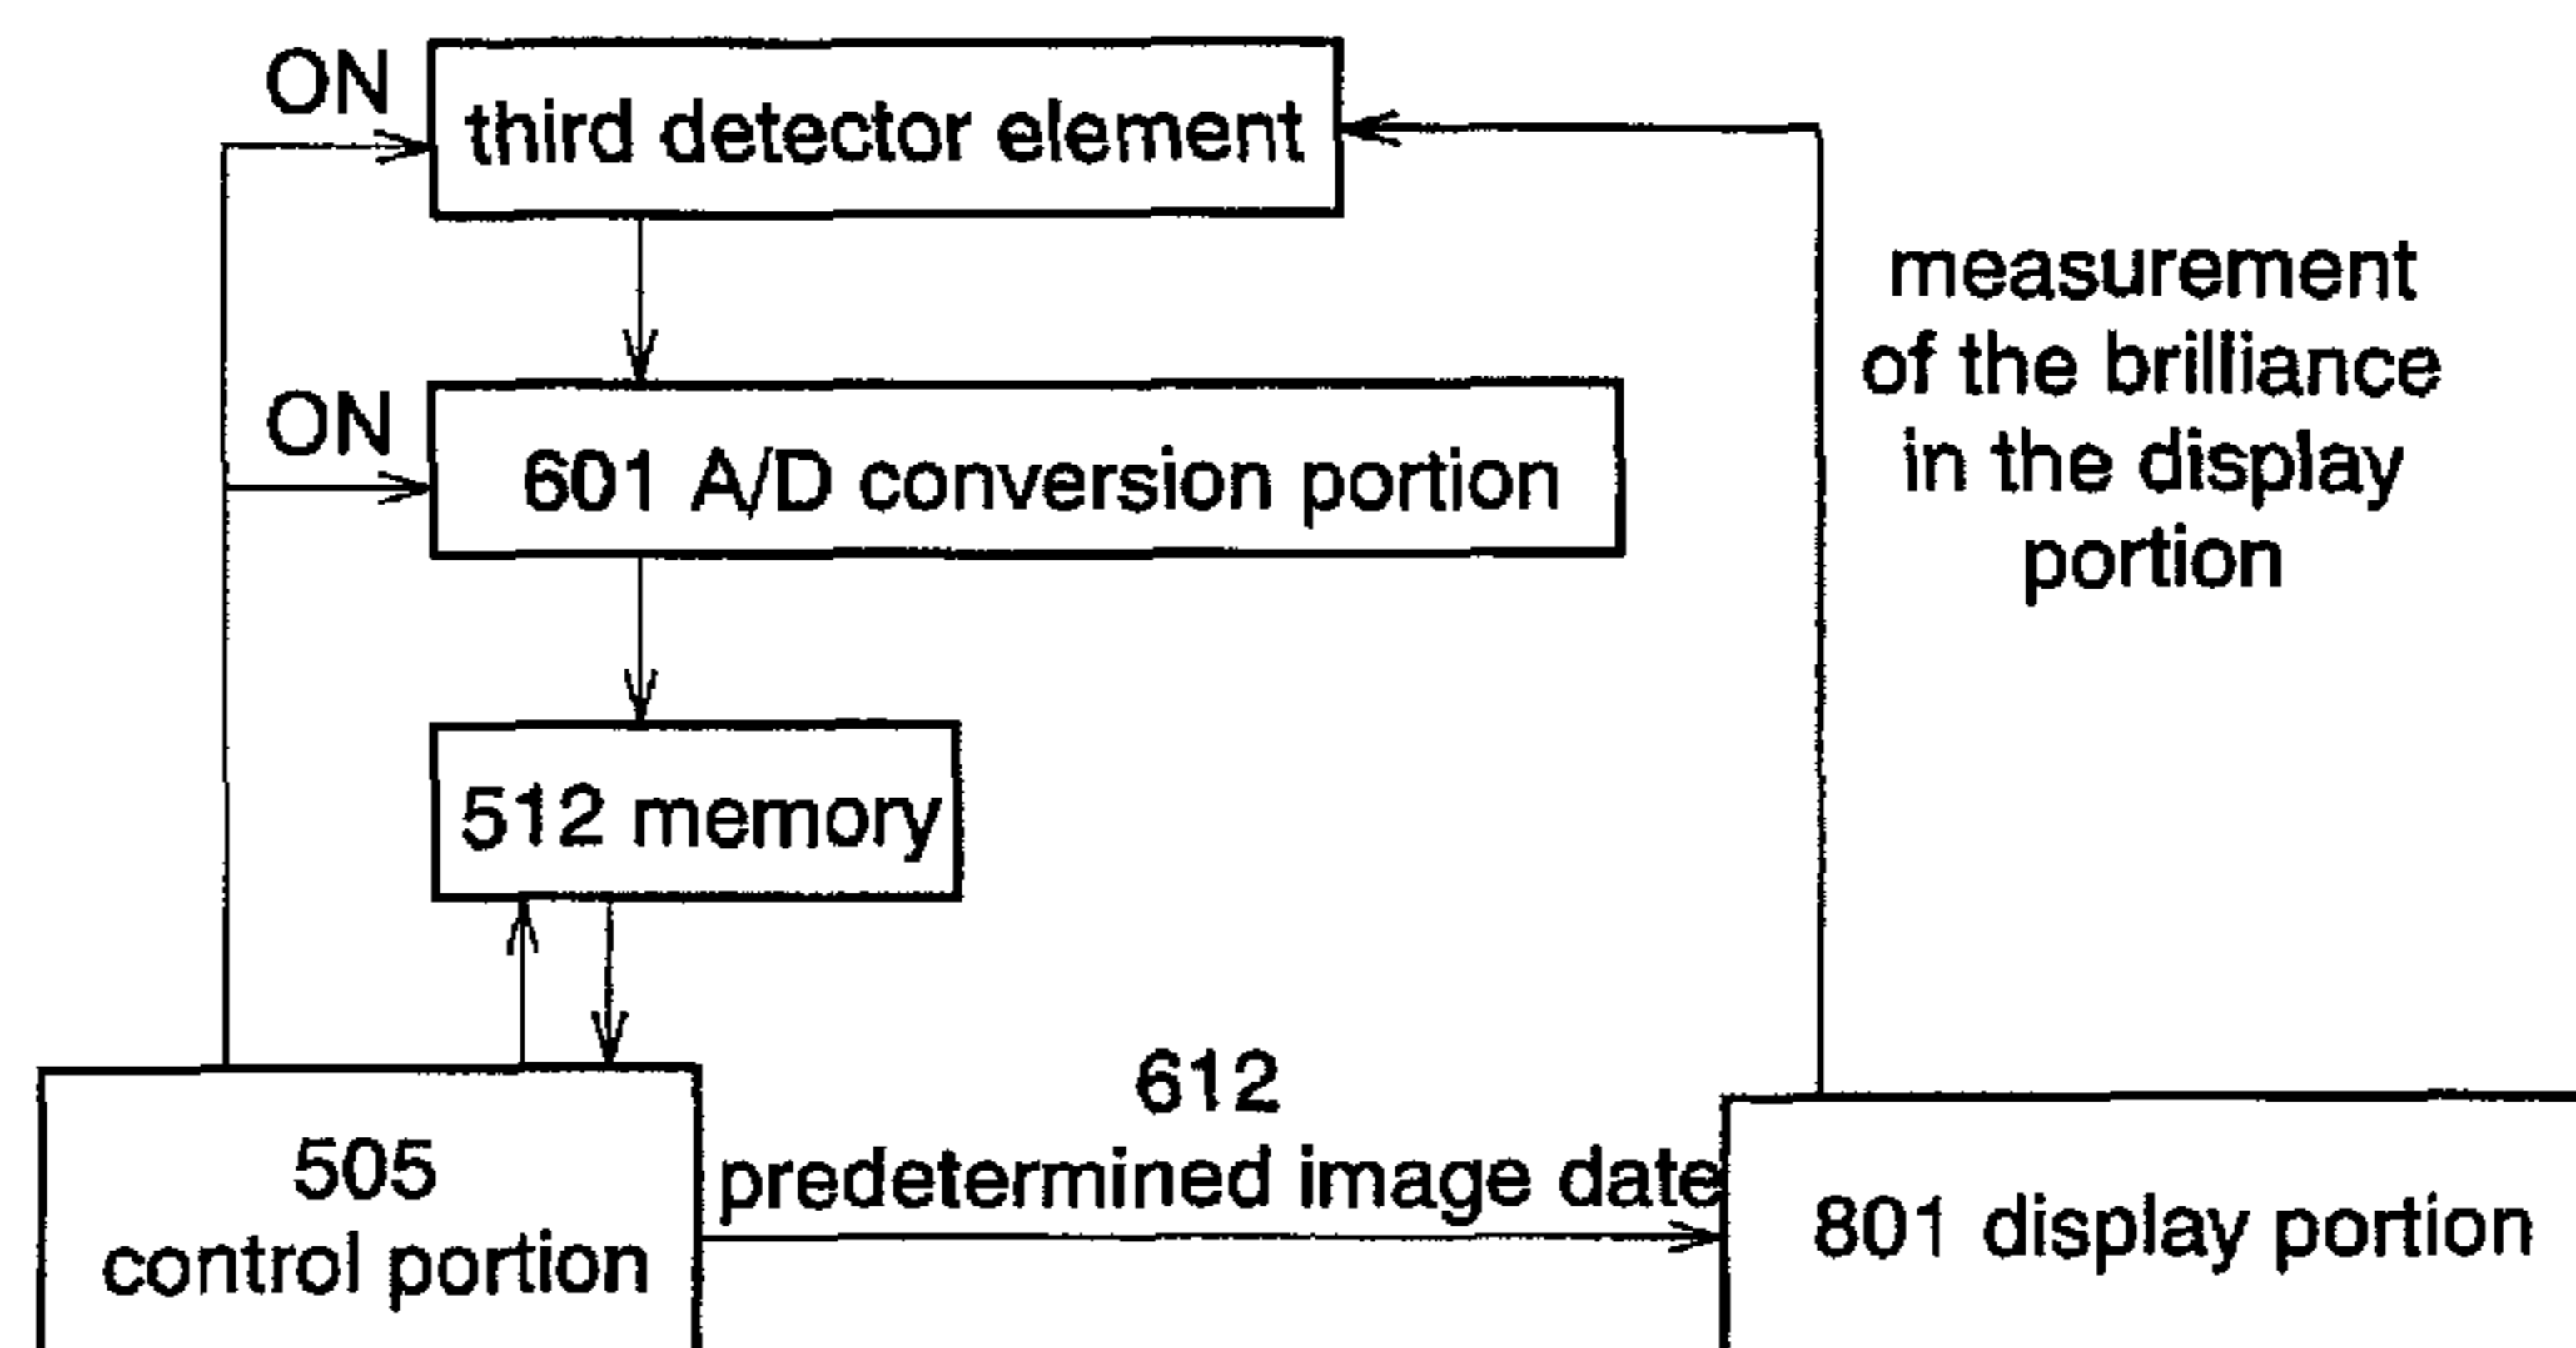 ON
third detector element
measurement
of the brilliance
in the display
portion
ON
601 A/D conversion portion
512 memory
612
predetermined image date
505
control portion
801 display portion